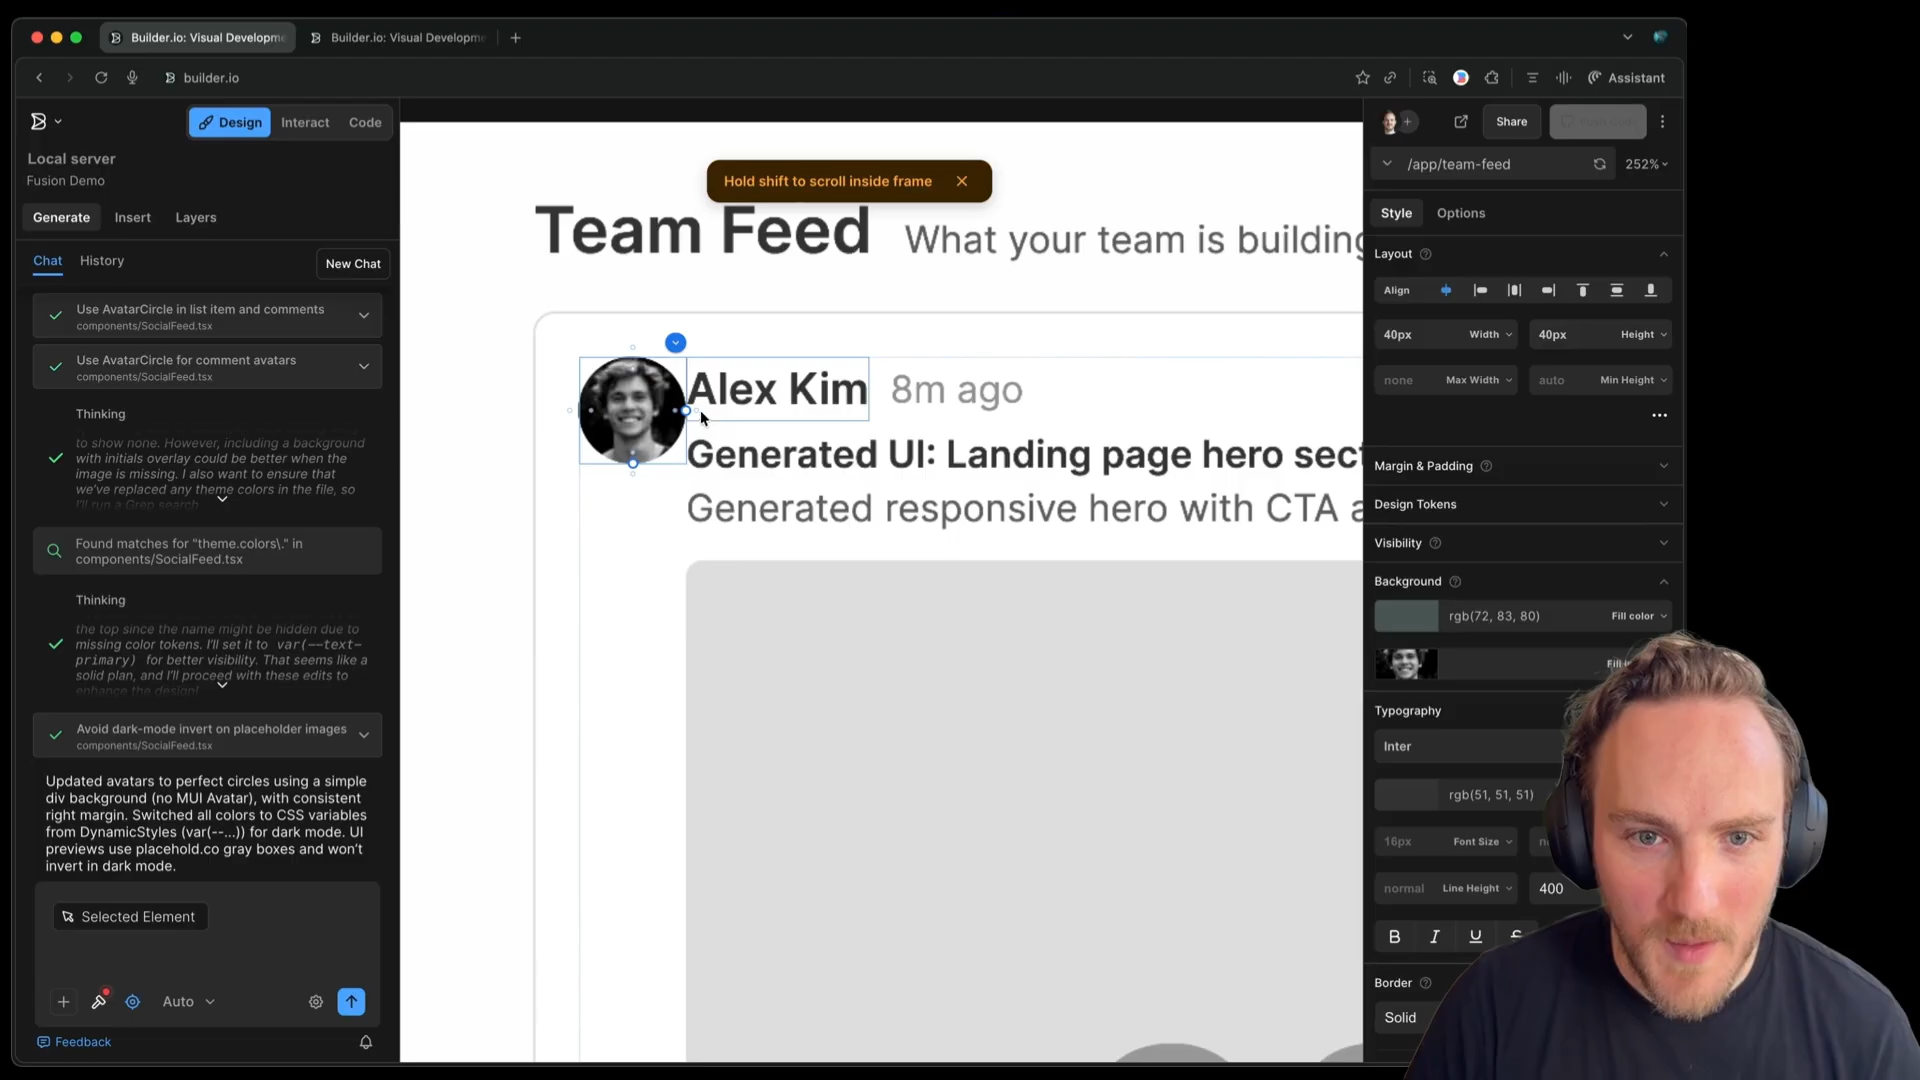 Builder.io: Visual Developm
Builder.io: Visual Developme
builder.io
Assistant
Design
Interact
Code
Local server
Fusion Demo
Generate
Insert
Layers
Chat
History
New Chat
Use AvatarCircle in list item and comments
components/SocialFeed.tsx
Use AvatarCircle for comment avatars
components/SocialFeed.tsx
Thinking
to show none. However, including a background
with initials overlay could be better when the
image is missing. I also want to ensure that
we've replaced any theme colors in the file, so
I'll run a Grep search
Found matches for "theme.colors\." in
components/SocialFeed.tsx
Thinking
the top since the name might be hidden due to
missing color tokens. I'll set it to var(--text-
primary) for better visibility. That seems like a
solid plan, and I'll proceed with these edits to
enhance the design!
Avoid dark-mode invert on placeholder images
components/SocialFeed.tsx
Updated avatars to perfect circles using a simple
div background (no MUI Avatar), with consistent
right margin. Switched all colors to CSS variables
from DynamicStyles (var(--...)) for dark mode. UI
previews use placehold.co gray boxes and won't
invert in dark mode.
Selected Element
Auto
Feedback
Hold shift to scroll inside frame
Team Feed
What your team is building
Alex Kim
8m ago
Generated UI: Landing page hero sect
Generated responsive hero with CTA a
Share
/app/team-feed
252%
Style
Options
Layout
Align
40px
Width
40px
Height
none
Max Width
auto
Min Height
Margin & Padding
Design Tokens
Visibility
Background
rgb(72, 83, 80)
Fill color
Typography
Inter
rgb(51, 51, 51)
16px
Font Size
normal
Line Height
400
B
I
U
S
Border
Solid